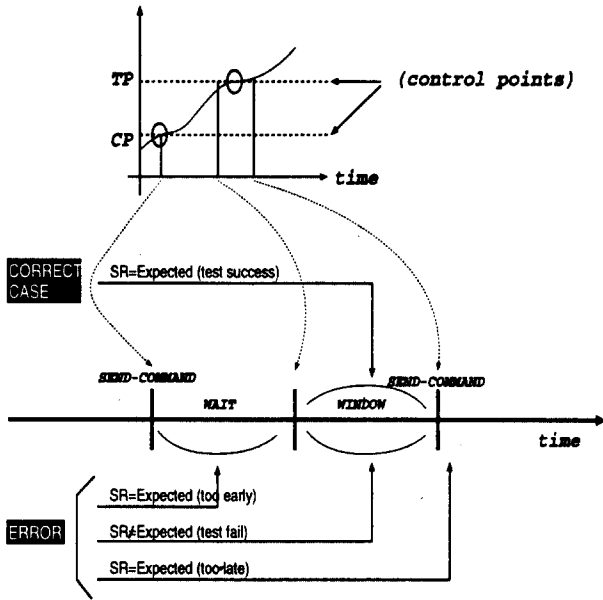 TP
(control points)
CP
time
CORRECT
CASE
SR=Expected (test success)
SEND-COMMAND
SEND-COMMAND
WAIT
WINDOW
time
SR=Expected (too early)
ERROR
SR≠Expected (test fail)
SR=Expected (too late)